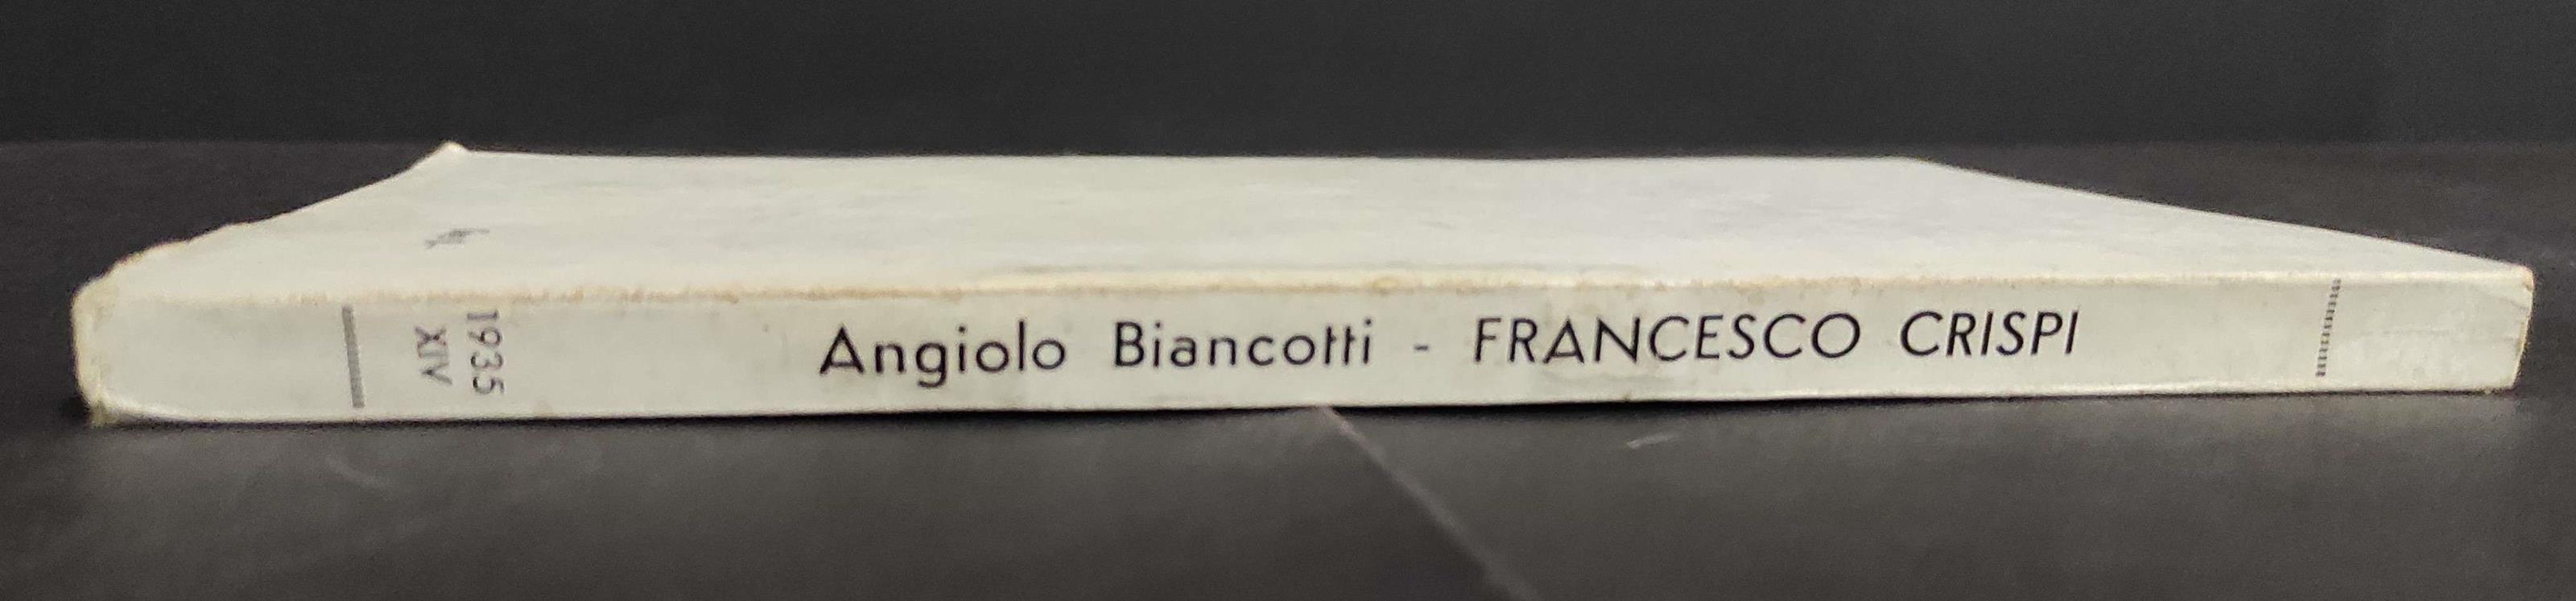 Angiolo Biancotti - FRANCESCO CRISPI
1935
XIV